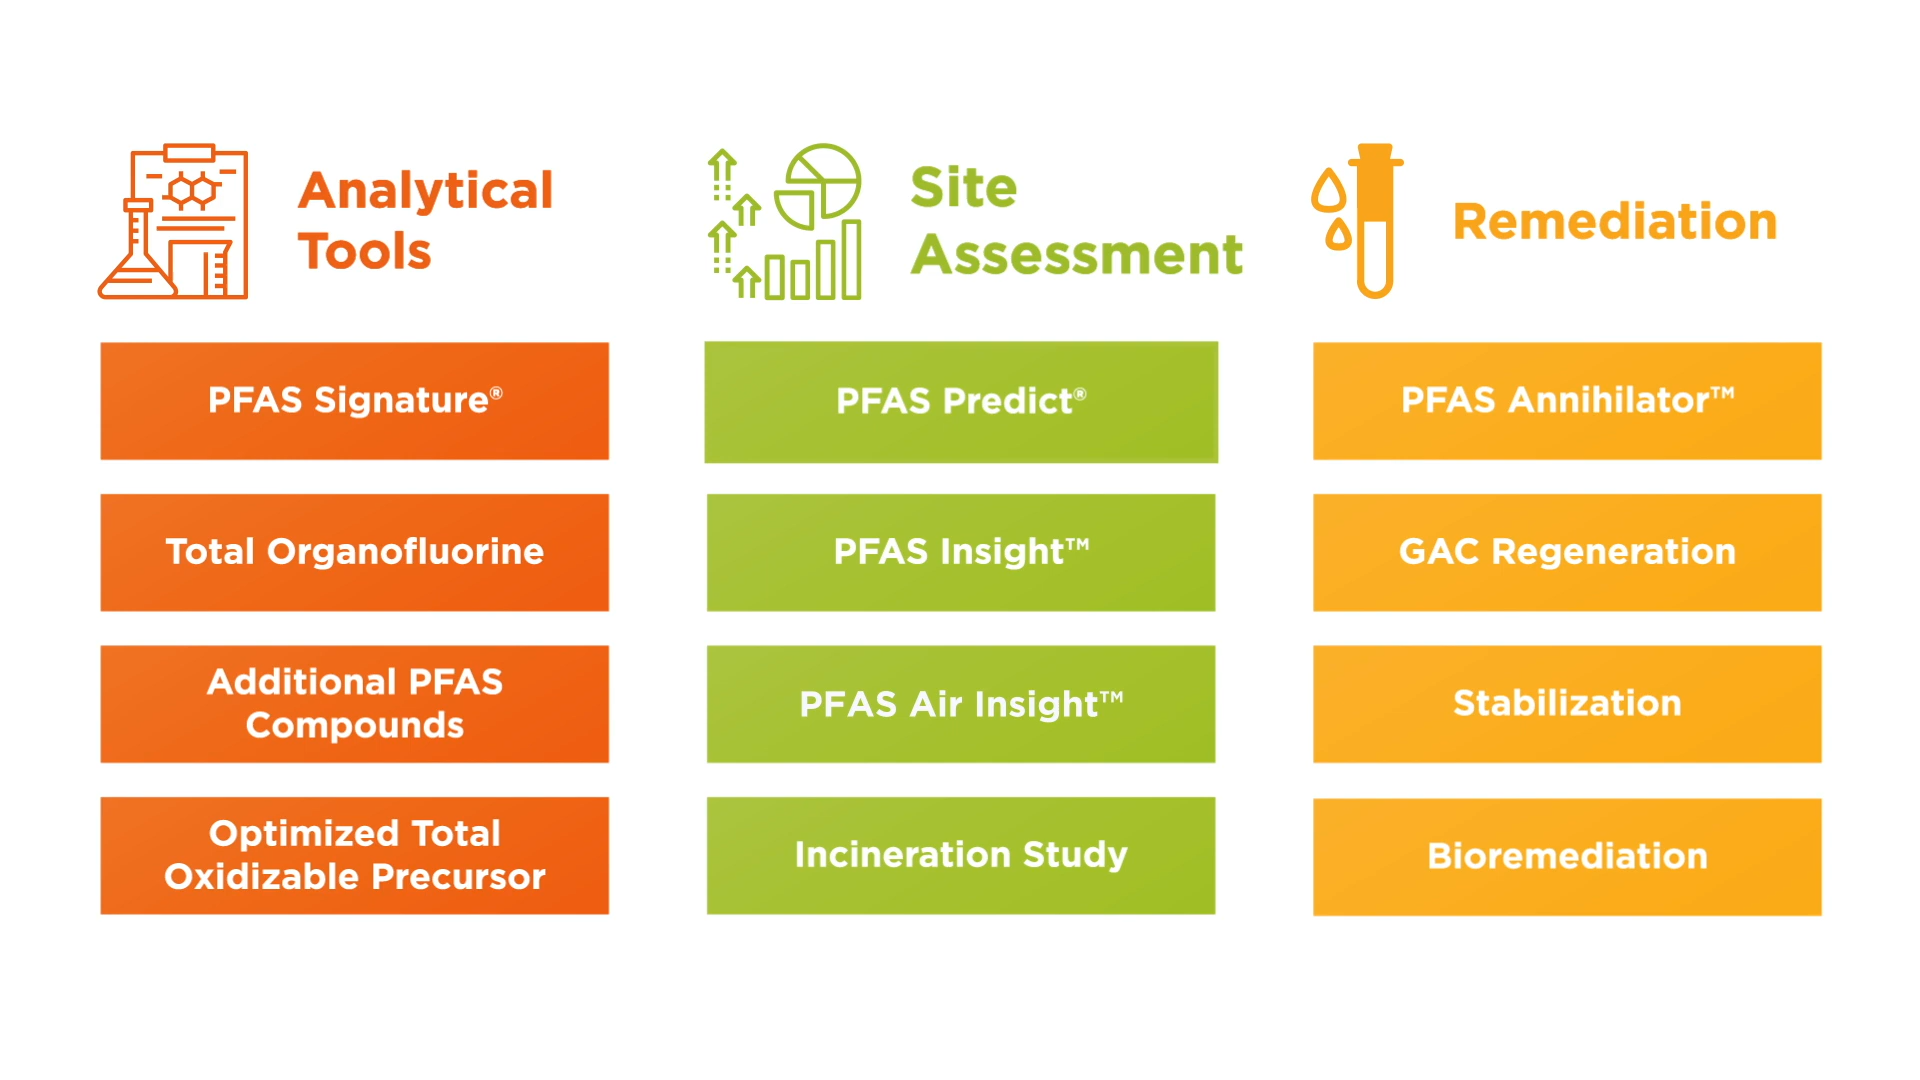 Analytical
Tools
PFAS Signature®
Total Organofluorine
Additional PFAS
Compounds
Optimized Total
Oxidizable Precursor
Site
Assessment
PFAS Predict®
PFAS Insight™
PFAS Air Insight™
Incineration Study
Remediation
PFAS Annihilator™
GAC Regeneration
Stabilization
Bioremediation